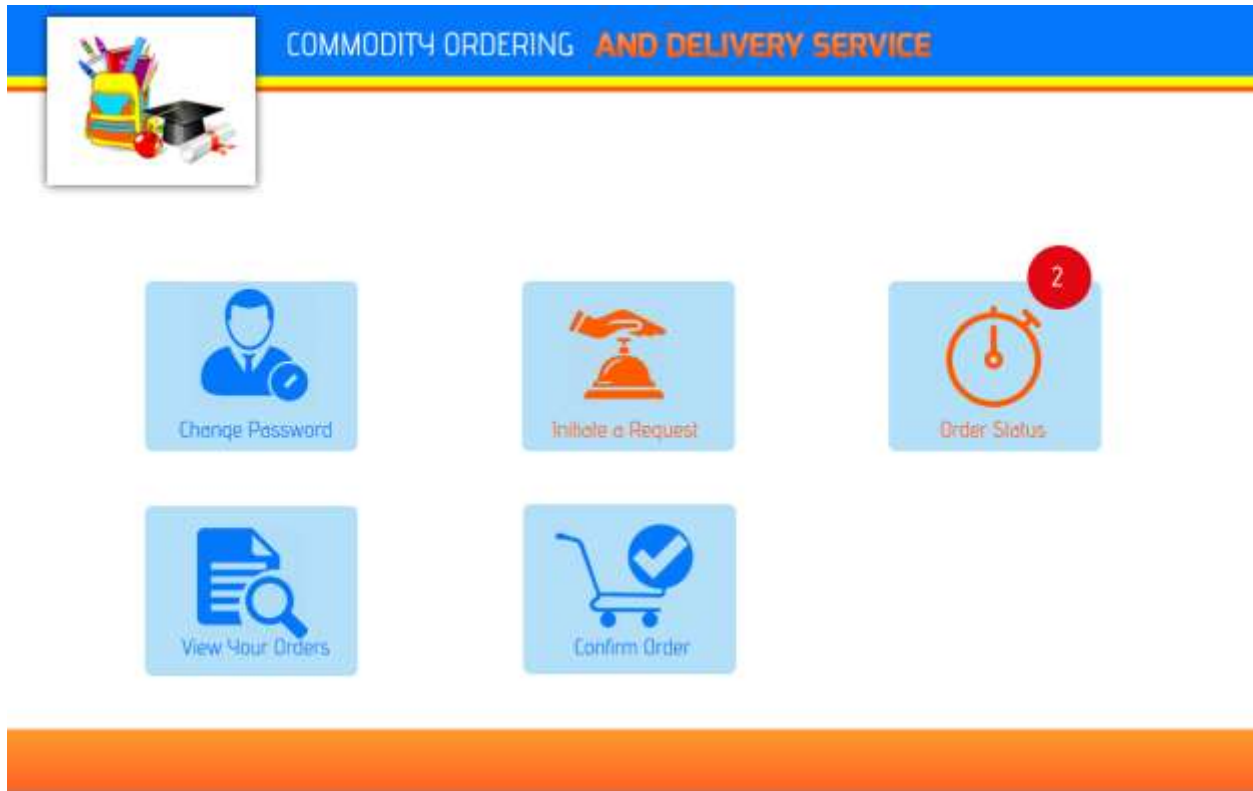 COMMODITY ORDERING AND DELIVERY SERVICE
2
Change Password
Initiate a Request
Order Status
View Your Orders
Confirm Order